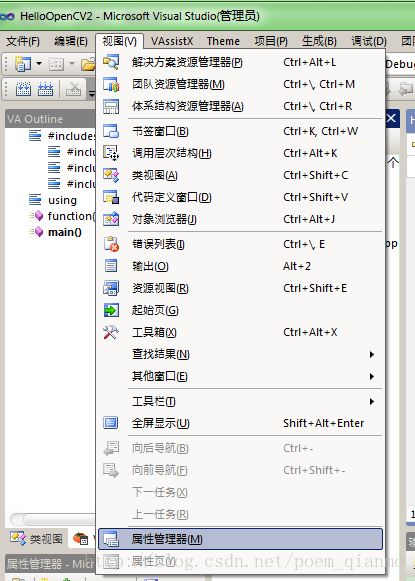 HelloOpenCV2 - Microsoft Visual Studio(管理员)
文件(F) 编辑(E) 视图(V) VAssistX Theme 项目(P) 生成(B) 调试(D) 团
Debug
VA Outline
#includes
#inclu
#inclu
#inclu
using
function(
main()
解决方案资源管理器(P) Ctrl+Alt+L
团队资源管理器(M) Ctrl+\, Ctrl+M
体系结构资源管理器(A) Ctrl+\, Ctrl+R
书签窗口(B) Ctrl+K, Ctrl+W
调用层次结构(H) Ctrl+Alt+K
个
类视图(A) Ctrl+Shift+C
代码定义窗口(D) Ctrl+Shift+V
对象浏览器(J) Ctrl+Alt+J
错误列表(I) Ctrl+\, E
pp
输出(O) Alt+2
资源视图(R) Ctrl+Shift+E
起始页(G)
工具箱(X) Ctrl+Alt+X
查找结果(N)
其他窗口(E)
工具栏(T)
全屏显示(U) Shift+Alt+Enter
向后导航(B) Ctrl+-
向前导航(F) Ctrl+Shift+-
下一任务(X)
上一任务(R)
属性管理器(M)
属性页(Y)
类视图
属性管理器 - Mic
http://blog.csdn.net/poem_qianmo